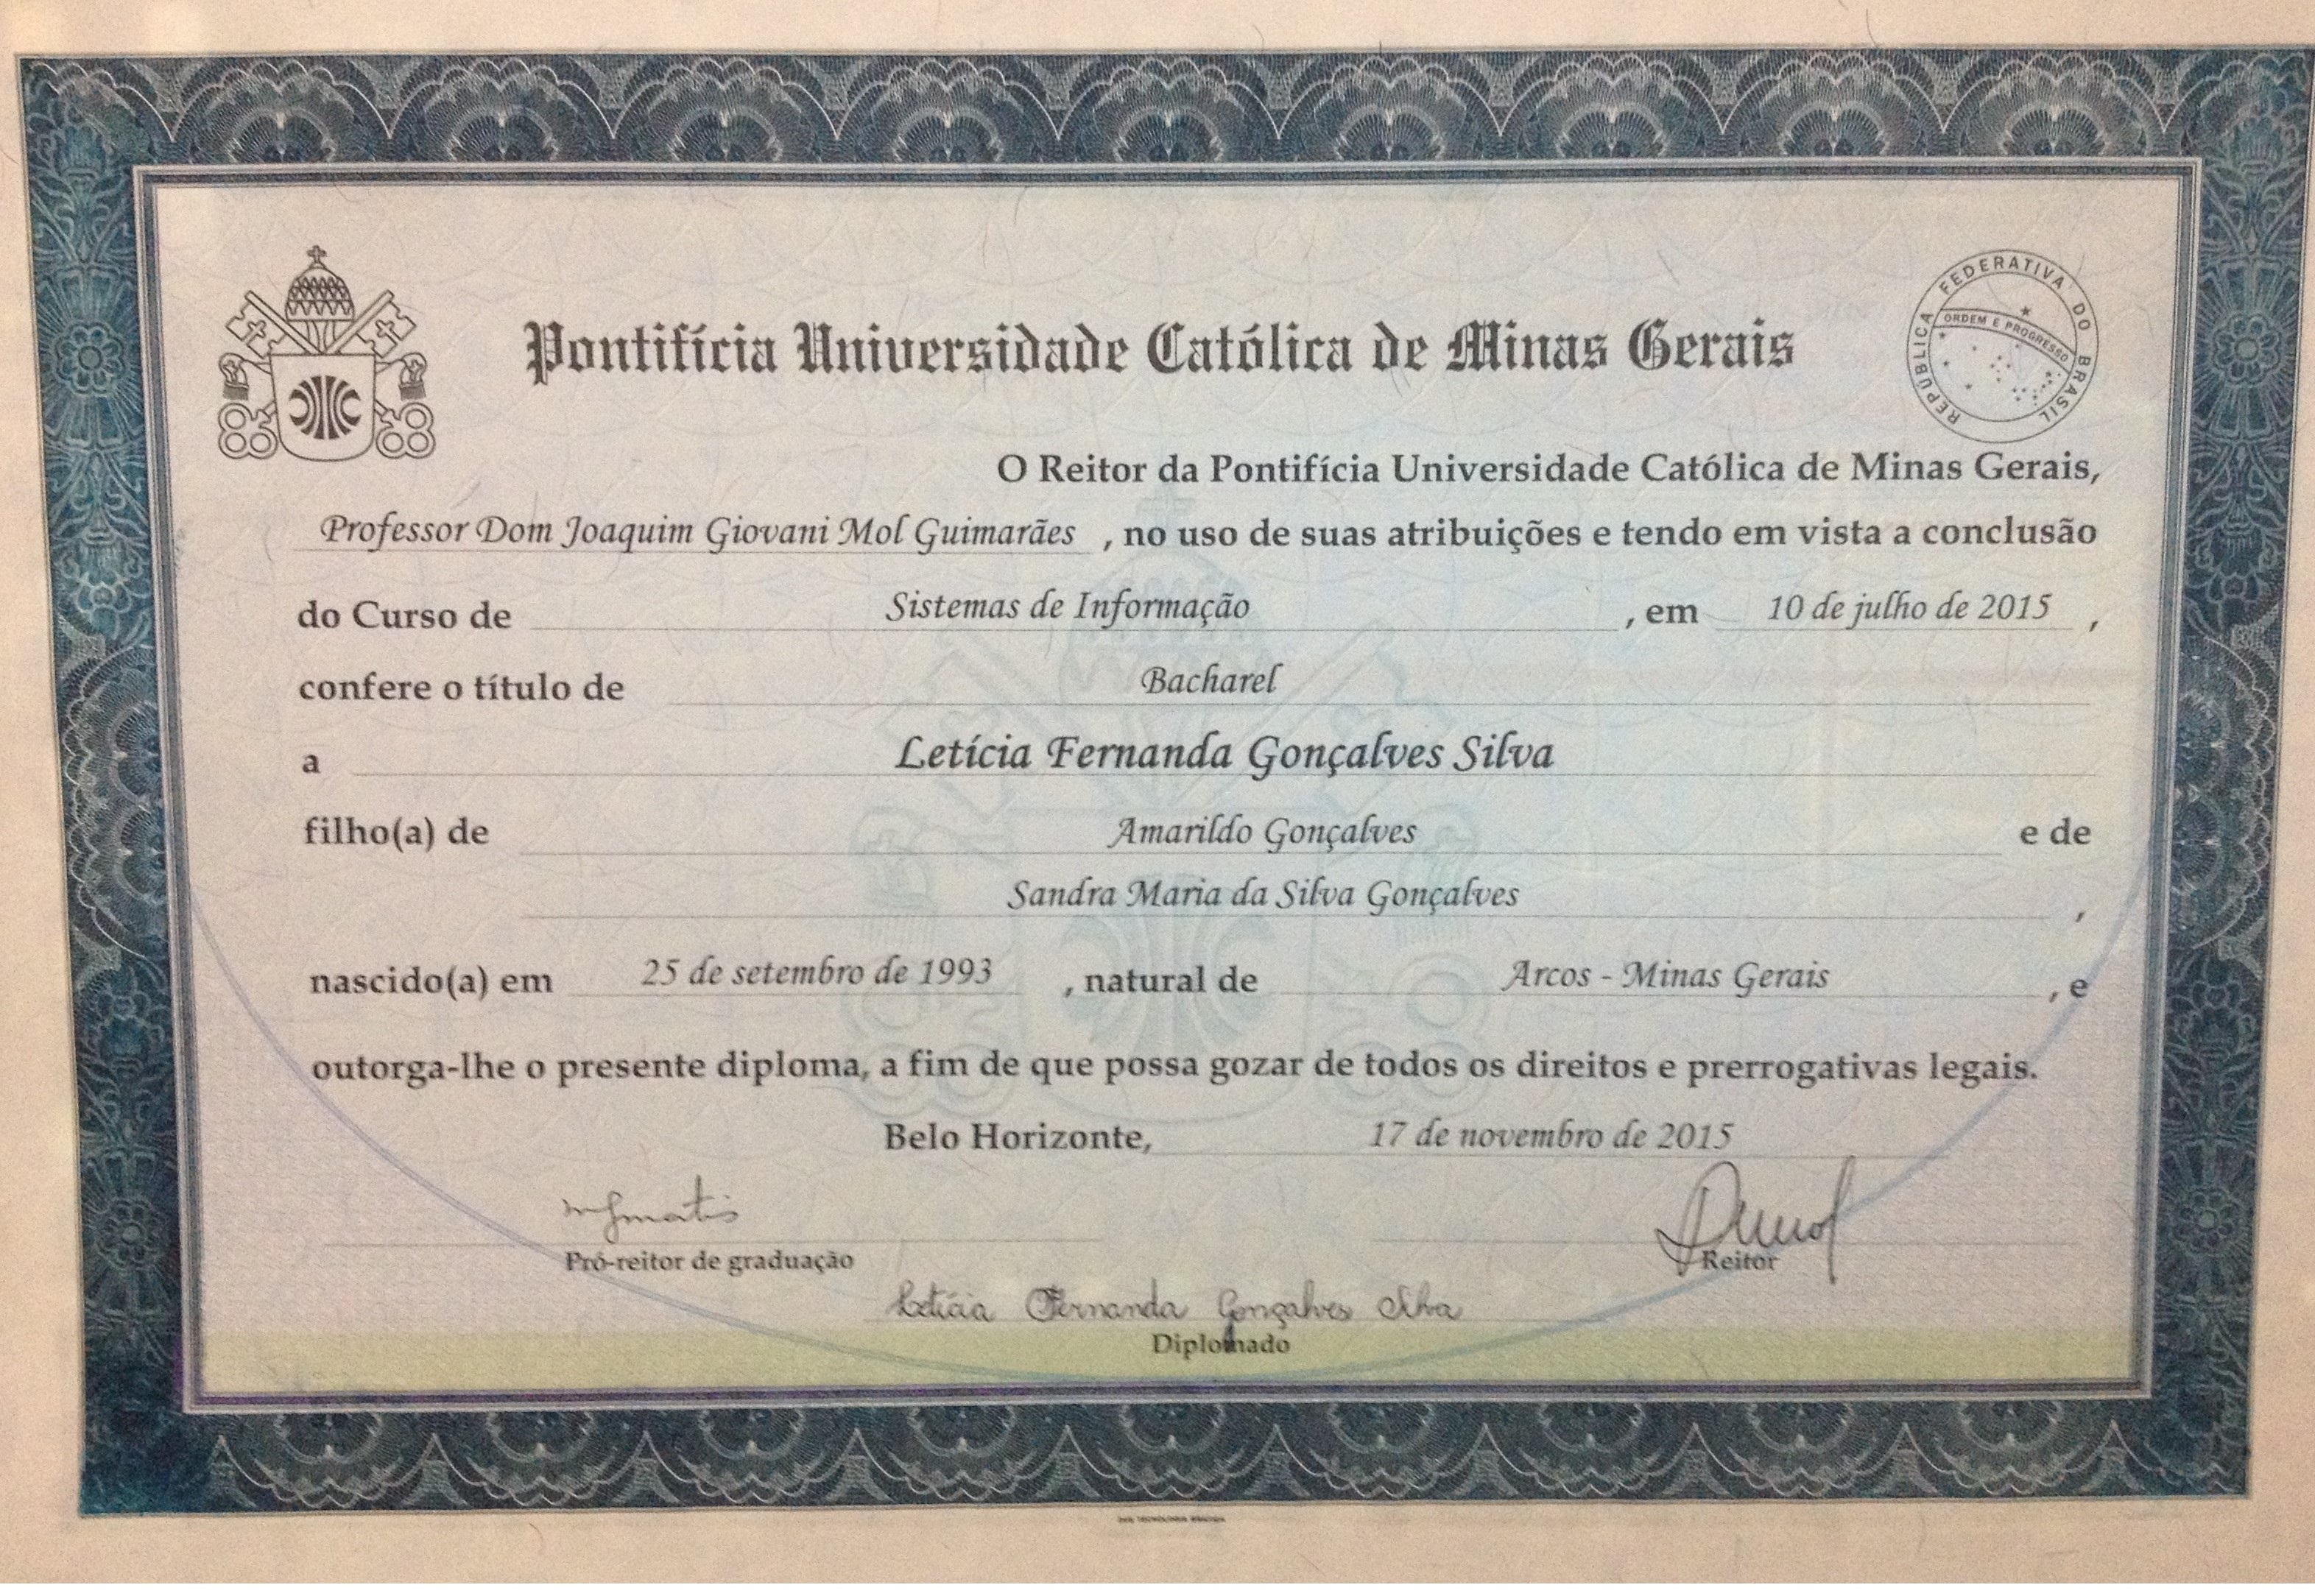 Pontifícia Universidade Católica de Minas Gerais
REPÚBLICA FEDERATIVA DO BRASIL
ORDEM E PROGRESSO
O Reitor da Pontifícia Universidade Católica de Minas Gerais,
Professor Dom Joaquim Giovani Mol Guimarães , no uso de suas atribuições e tendo em vista a conclusão
do Curso de Sistemas de Informação , em 10 de julho de 2015 ,
confere o título de Bacharel
a Letícia Fernanda Gonçalves Silva
filho(a) de Amarildo Gonçalves e de
Sandra Maria da Silva Gonçalves ,
nascido(a) em 25 de setembro de 1993 , natural de Arcos - Minas Gerais , e
outorga-lhe o presente diploma, a fim de que possa gozar de todos os direitos e prerrogativas legais.
Belo Horizonte, 17 de novembro de 2015
Pró-reitor de graduação
Reitor
Letícia Fernanda Gonçalves Silva
Diplomado